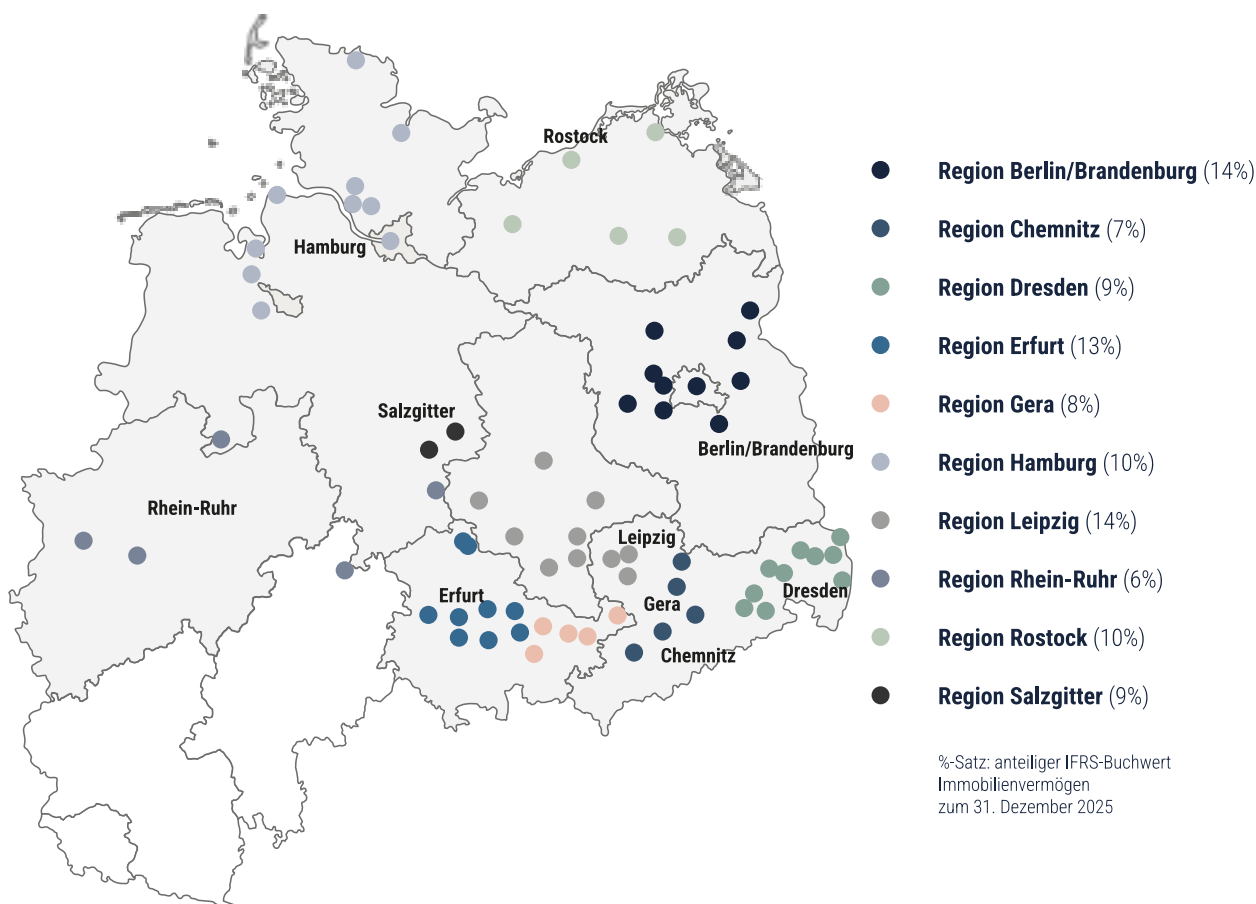 Rostock
Hamburg
Salzgitter
Berlin/Brandenburg
Rhein-Ruhr
Leipzig
Erfurt
Gera
Dresden
Chemnitz
Region Berlin/Brandenburg (14%)
Region Chemnitz (7%)
Region Dresden (9%)
Region Erfurt (13%)
Region Gera (8%)
Region Hamburg (10%)
Region Leipzig (14%)
Region Rhein-Ruhr (6%)
Region Rostock (10%)
Region Salzgitter (9%)
%-Satz: anteiliger IFRS-Buchwert
Immobilienvermögen
zum 31. Dezember 2025